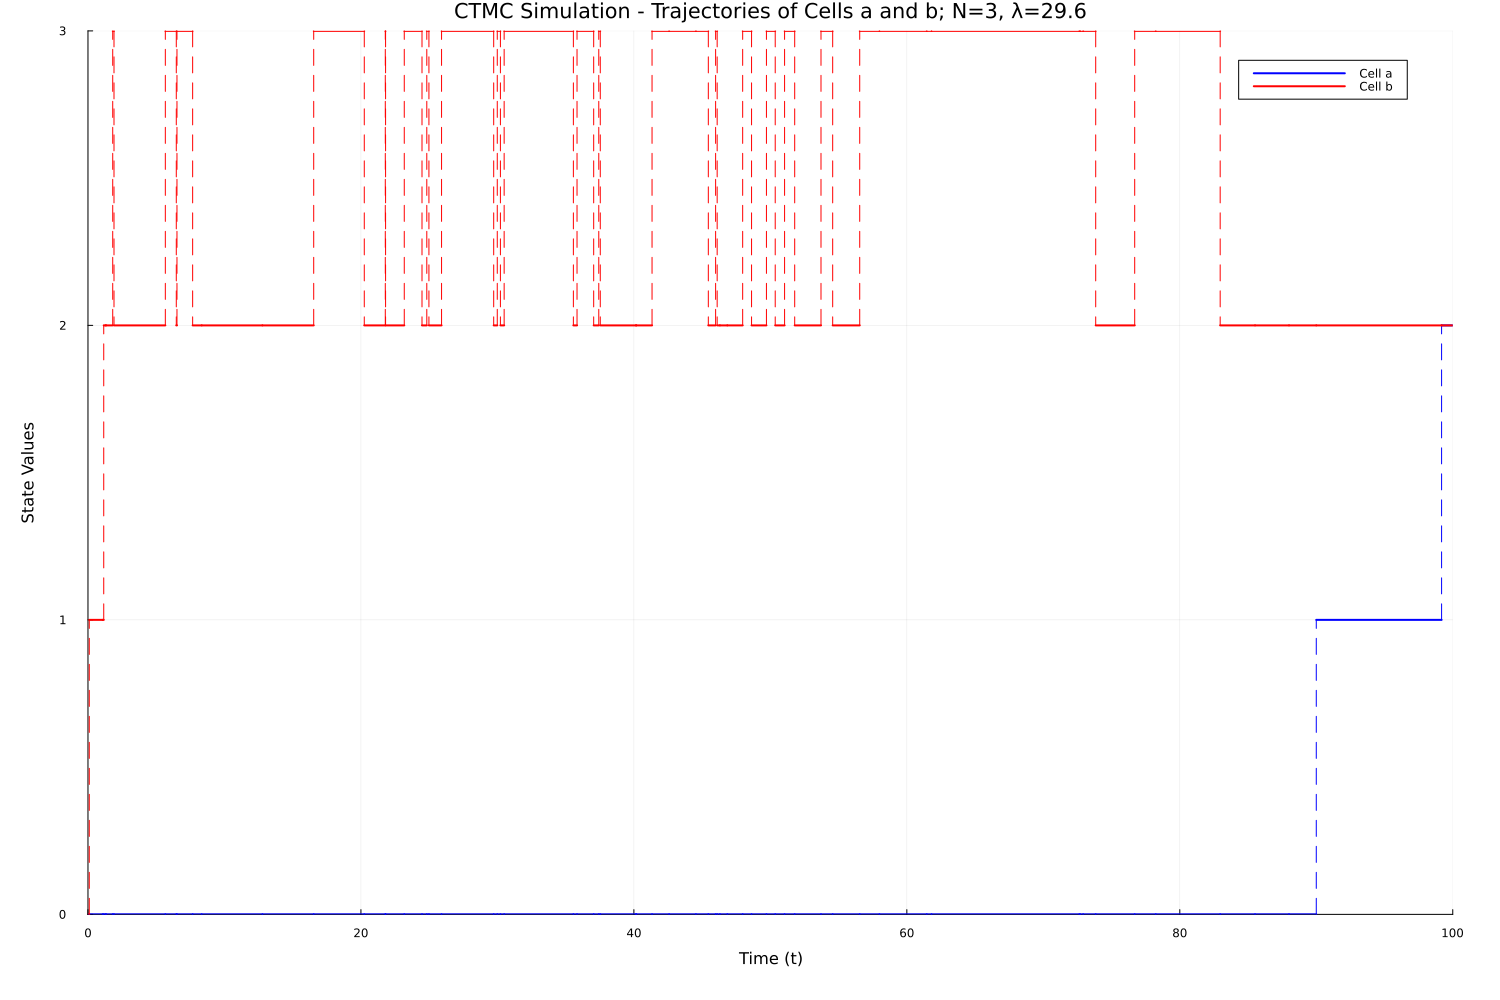 CTMC Simulation - Trajectories of Cells a and b; N=3, λ=29.6
3
Cell a
Cell b
2
State Values
1
0
0 20 40 60 80 100
Time (t)